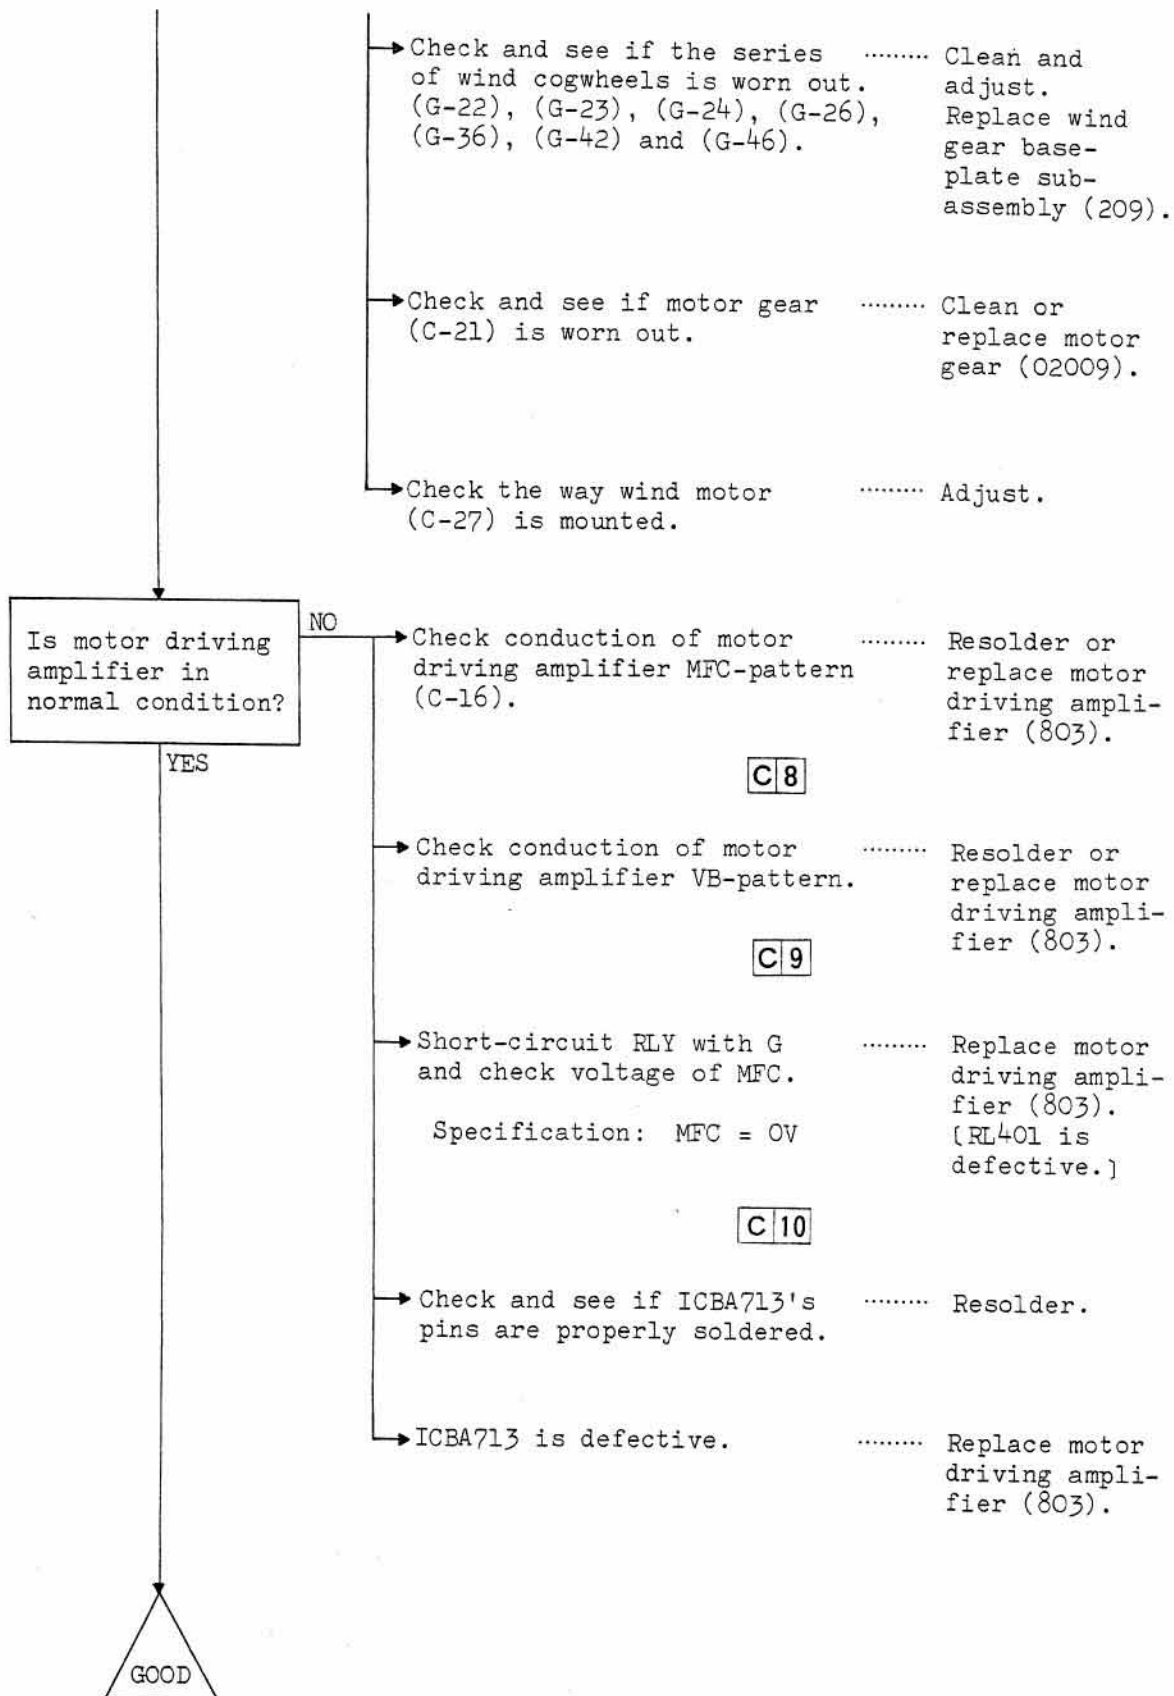 Check and see if the series
of wind cogwheels is worn out.
(G-22), (G-23), (G-24), (G-26),
(G-36), (G-42) and (G-46).
......... Clean and
adjust.
Replace wind
gear base-
plate sub-
assembly (209).
Check and see if motor gear
(C-21) is worn out.
......... Clean or
replace motor
gear (02009).
Check the way wind motor
(C-27) is mounted.
......... Adjust.
Is motor driving
amplifier in
normal condition?
NO
YES
Check conduction of motor
driving amplifier MFC-pattern
(C-16).
......... Resolder or
replace motor
driving ampli-
fier (803).
C 8
Check conduction of motor
driving amplifier VB-pattern.
......... Resolder or
replace motor
driving ampli-
fier (803).
C 9
Short-circuit RLY with G
and check voltage of MFC.
Specification: MFC = 0V
......... Replace motor
driving ampli-
fier (803).
[RL401 is
defective.]
C 10
Check and see if ICBA713's
pins are properly soldered.
......... Resolder.
ICBA713 is defective.
......... Replace motor
driving ampli-
fier (803).
GOOD